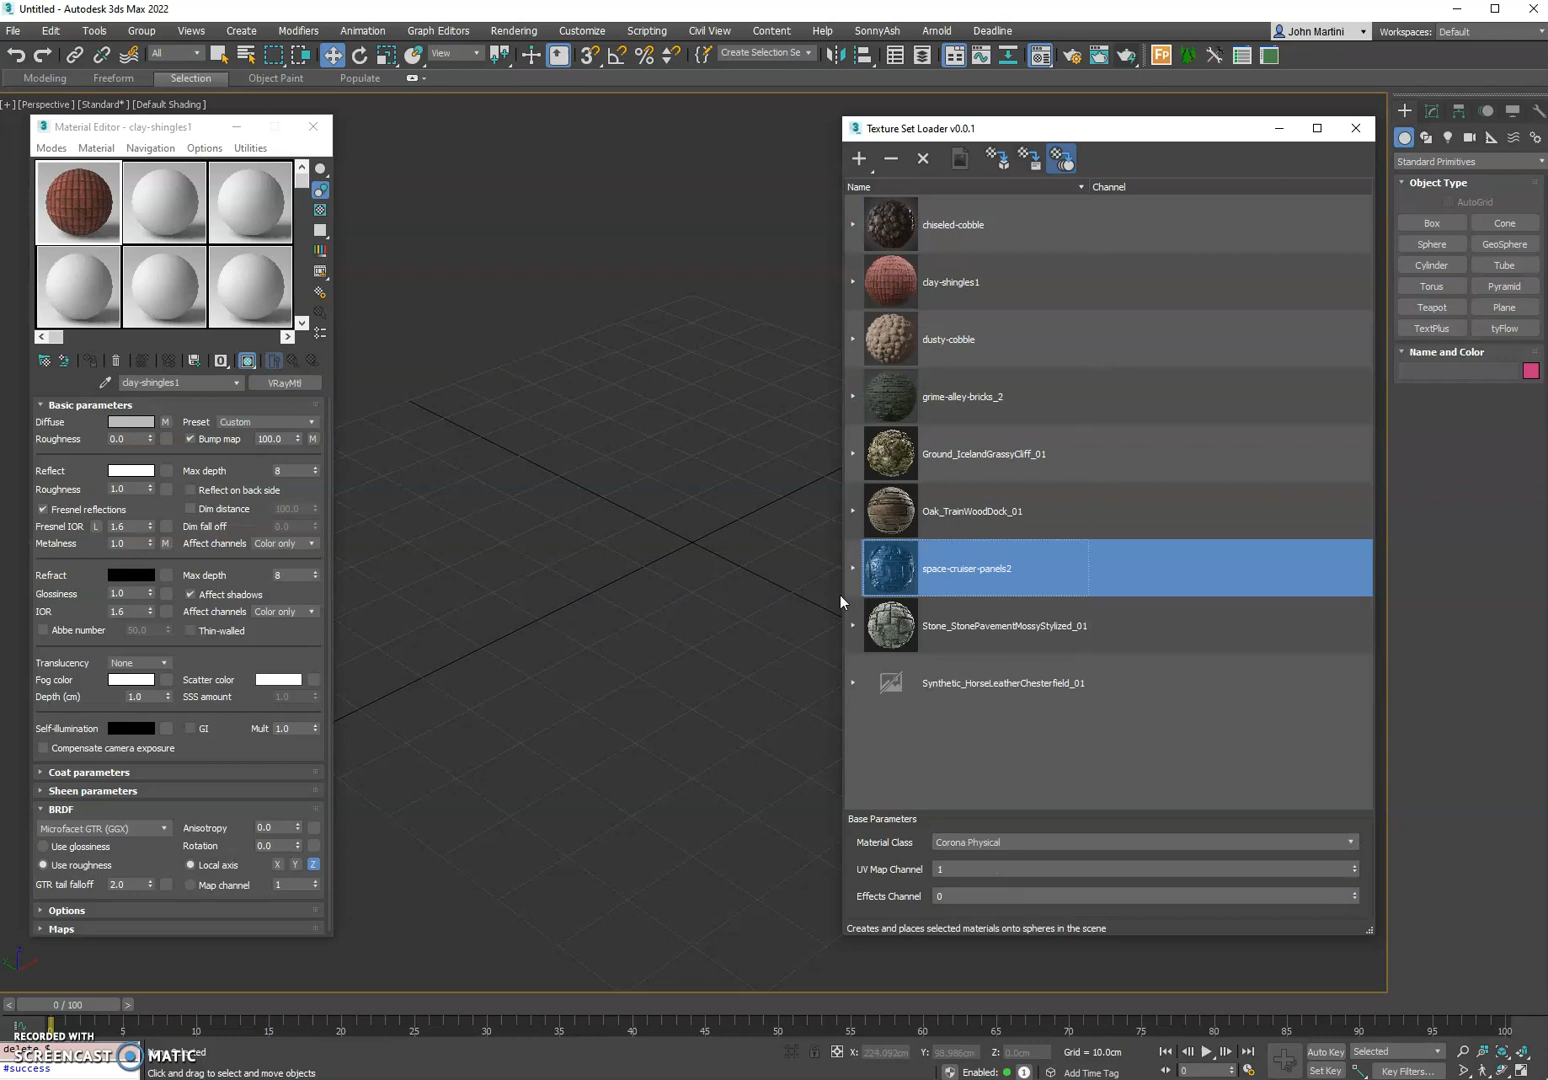 Untitled - Autodesk 3ds Max 2022
File Edit Tools Group Views Create Modifiers Animation Graph Editors Rendering Customize Scripting Civil View Content Help SonnyAsh Arnold Deadline John Martini Workspaces: Default
All View Create Selection Se
Modeling Freeform Selection Object Paint Populate
[+] [Perspective ] [Standard* ] [Default Shading ]
Material Editor - clay-shingles1
Modes Material Navigation Options Utilities
clay-shingles1 VRayMtl
Basic parameters
Diffuse M Preset Custom
Roughness 0.0 Bump map 100.0 M
Reflect Max depth 8
Roughness 1.0 Reflect on back side
Fresnel reflections Dim distance 100.0
Fresnel IOR L 1.6 Dim fall off 0.0
Metalness 1.0 M Affect channels Color only
Refract Max depth 8
Glossiness 1.0 Affect shadows
IOR 1.6 Affect channels Color only
Abbe number 50.0 Thin-walled
Translucency None
Fog color Scatter color
Depth (cm) 1.0 SSS amount 1.0
Self-illumination GI Mult 1.0
Compensate camera exposure
Coat parameters
Sheen parameters
BRDF
Microfacet GTR (GGX) Anisotropy 0.0
Use glossiness Rotation 0.0
Use roughness Local axis X Y Z
GTR tail falloff 2.0 Map channel 1
Options
Maps
Texture Set Loader v0.0.1
Name Channel
chiseled-cobble
clay-shingles1
dusty-cobble
grime-alley-bricks_2
Ground_IcelandGrassyCliff_01
Oak_TrainWoodDock_01
space-cruiser-panels2
Stone_StonePavementMossyStylized_01
Synthetic_HorseLeatherChesterfield_01
Base Parameters
Material Class Corona Physical
UV Map Channel 1
Effects Channel 0
Creates and places selected materials onto spheres in the scene
Standard Primitives
Object Type
AutoGrid
Box Cone
Sphere GeoSphere
Cylinder Tube
Torus Pyramid
Teapot Plane
TextPlus tyFlow
Name and Color
0 / 100
0 5 10 15 20 25 30 35 40 45 50 55 60 65 70 75 80 85 90 95 100
RECORDED WITH
SCREENCAST MATIC
#success
Click and drag to select and move objects
X: 224.092cm Y: 98.986cm Z: 0.0cm Grid = 10.0cm
Enabled: 1 Add Time Tag
0
Auto Key Selected
Set Key Key Filters...